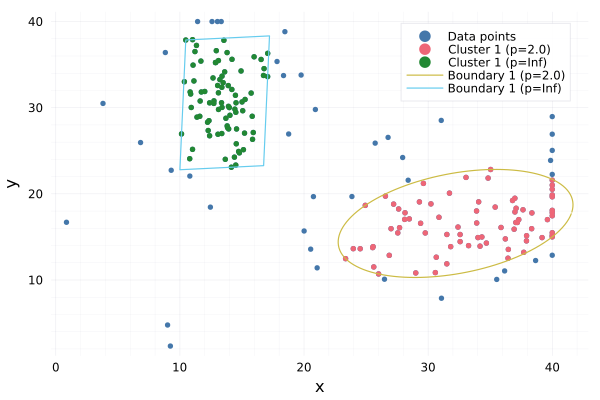 40
30
20
10
0
10
20
30
40
x
y
Data points
Cluster 1 (p=2.0)
Cluster 1 (p=Inf)
Boundary 1 (p=2.0)
Boundary 1 (p=Inf)